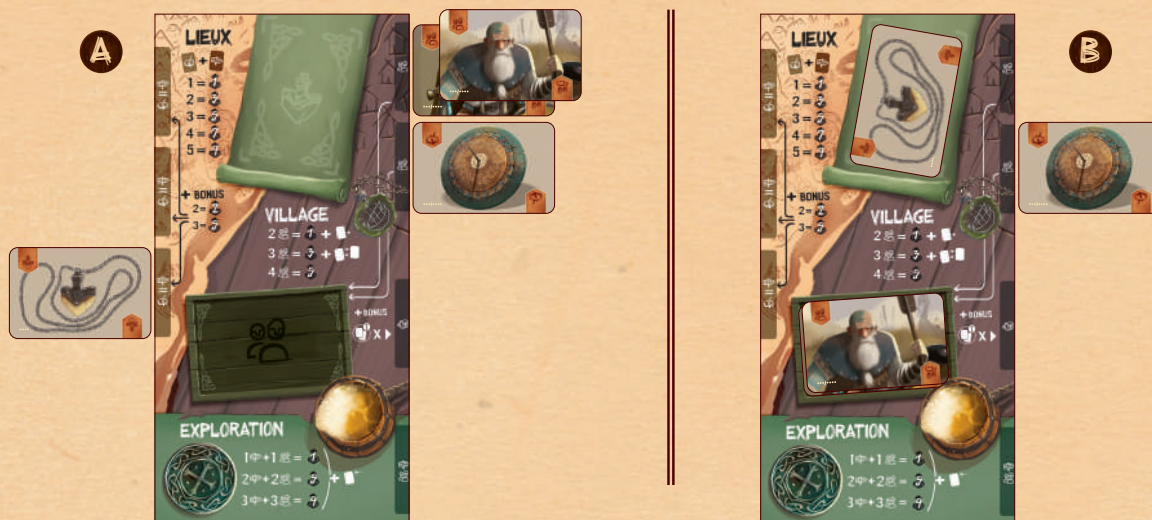 A
LIEUX
+
1 =
2 =
3 =
4 =
5 =
+ BONUS
2=
3=
VILLAGE
2 = +
3 = +
4 =
+ BONUS
X
EXPLORATION
1 +1 =
2 +2 = +
3 +3 =
B
LIEUX
+
1 =
2 =
3 =
4 =
5 =
+ BONUS
2=
3=
VILLAGE
2 = +
3 = +
4 =
+ BONUS
X
EXPLORATION
1 +1 =
2 +2 = +
3 +3 =